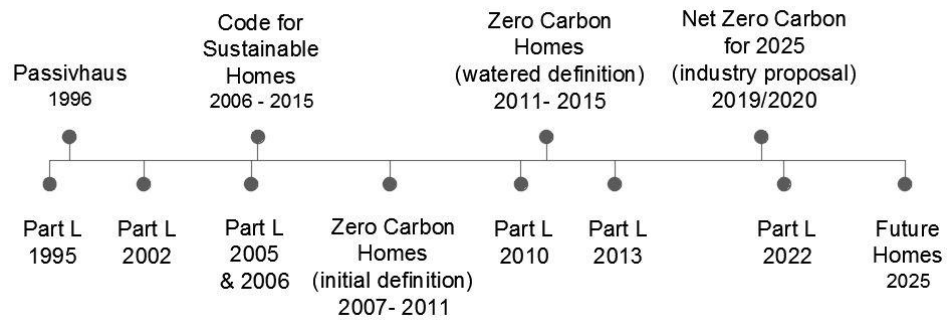 Passivhaus
1996
Code for
Sustainable
Homes
2006 - 2015
Zero Carbon
Homes
(watered definition)
2011- 2015
Net Zero Carbon
for 2025
(industry proposal)
2019/2020
Part L
1995
Part L
2002
Part L
2005
& 2006
Zero Carbon
Homes
(initial definition)
2007- 2011
Part L
2010
Part L
2013
Part L
2022
Future
Homes
2025